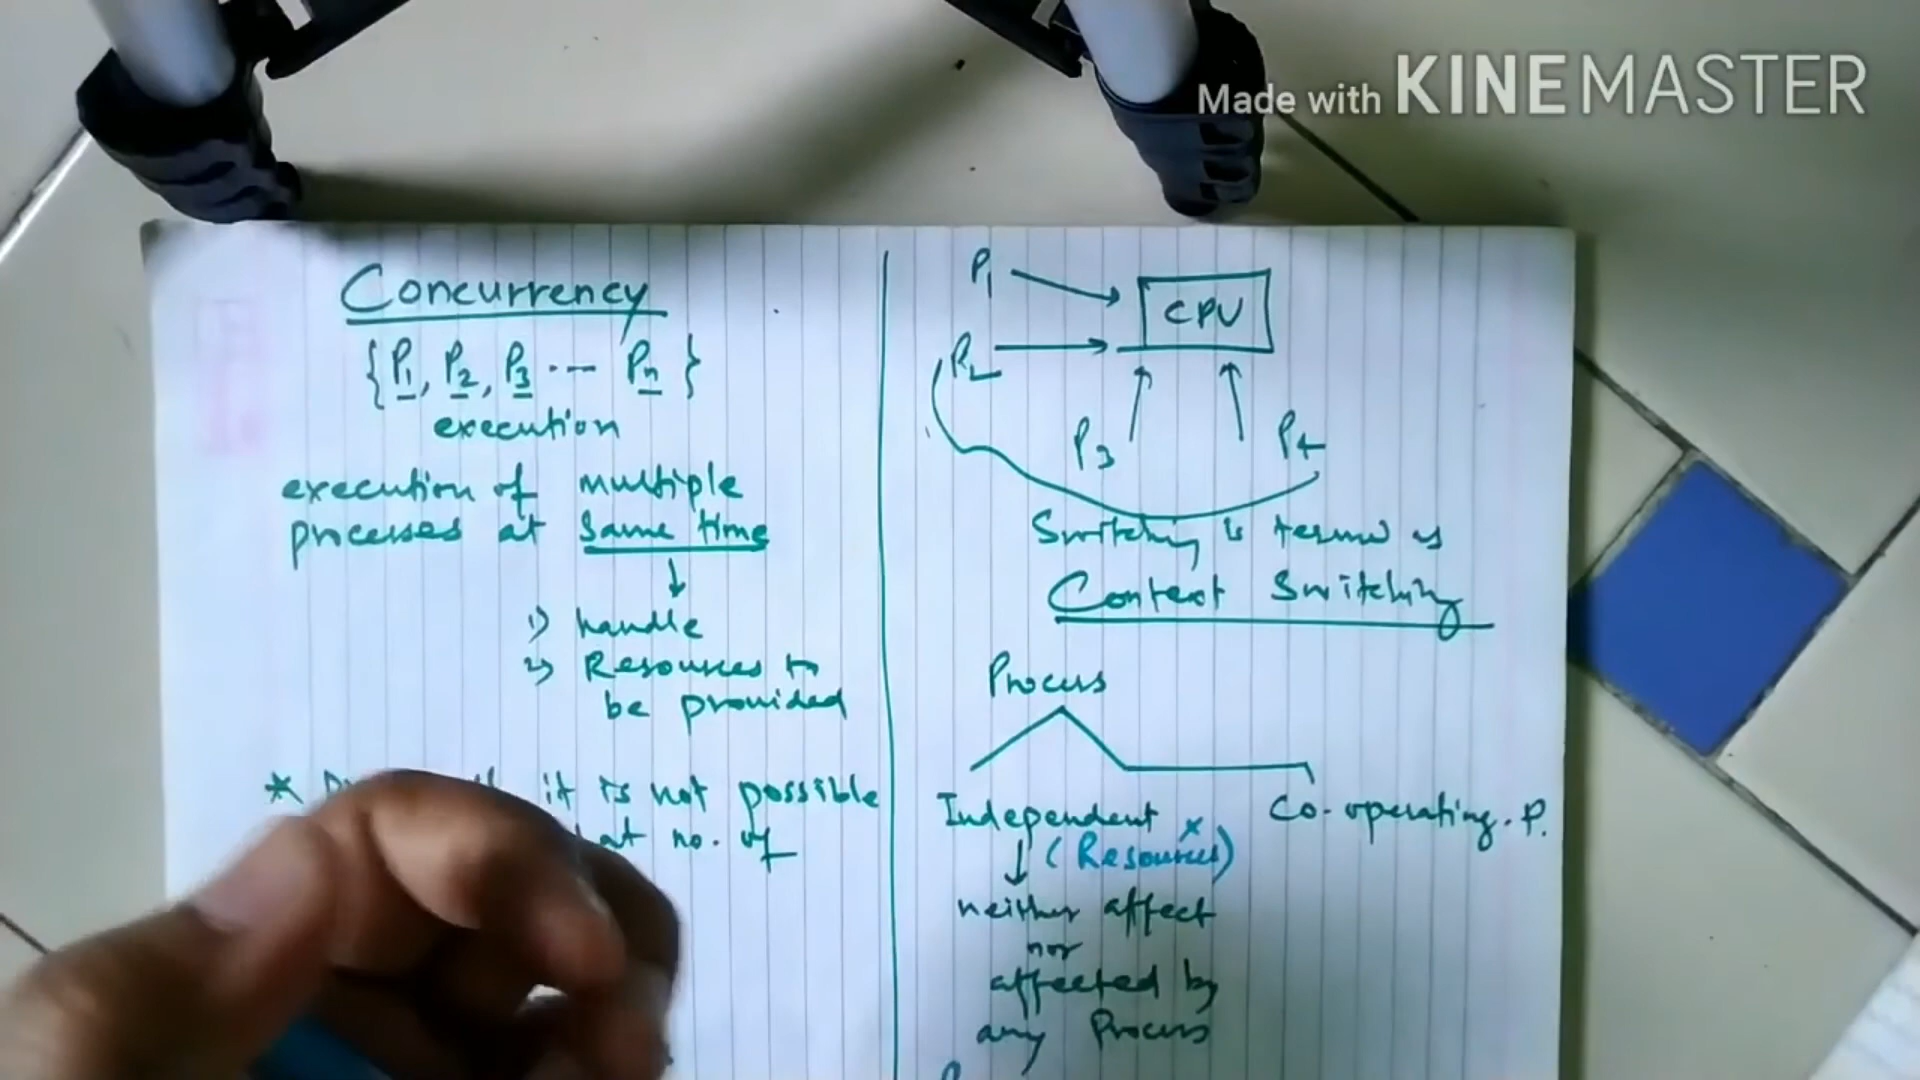 Made with KINEMASTER
Concurrency
{P1, P2, P3 ... Pn}
execution
execution of multiple
processes at same time
↓
1) handle
2) Resources to
be provided
* it is not possible
no. of
P1
CPU
P2
P3
P4
Switching is termed as
Context Switching
Process
Independent
Co-operating. P.
x
(Resources)
↓
neither affect
nor
affected by
any Process